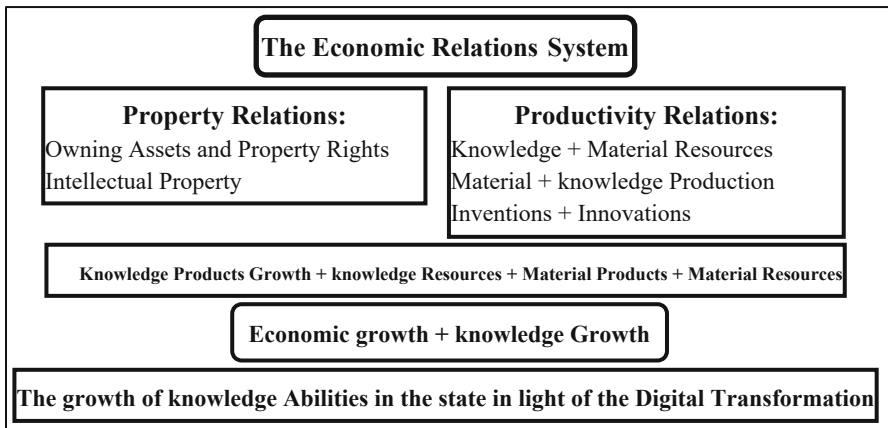 The Economic Relations System
Property Relations:
Owning Assets and Property Rights
Intellectual Property
Productivity Relations:
Knowledge + Material Resources
Material + knowledge Production
Inventions + Innovations
Knowledge Products Growth + knowledge Resources + Material Products + Material Resources
Economic growth + knowledge Growth
The growth of knowledge Abilities in the state in light of the Digital Transformation